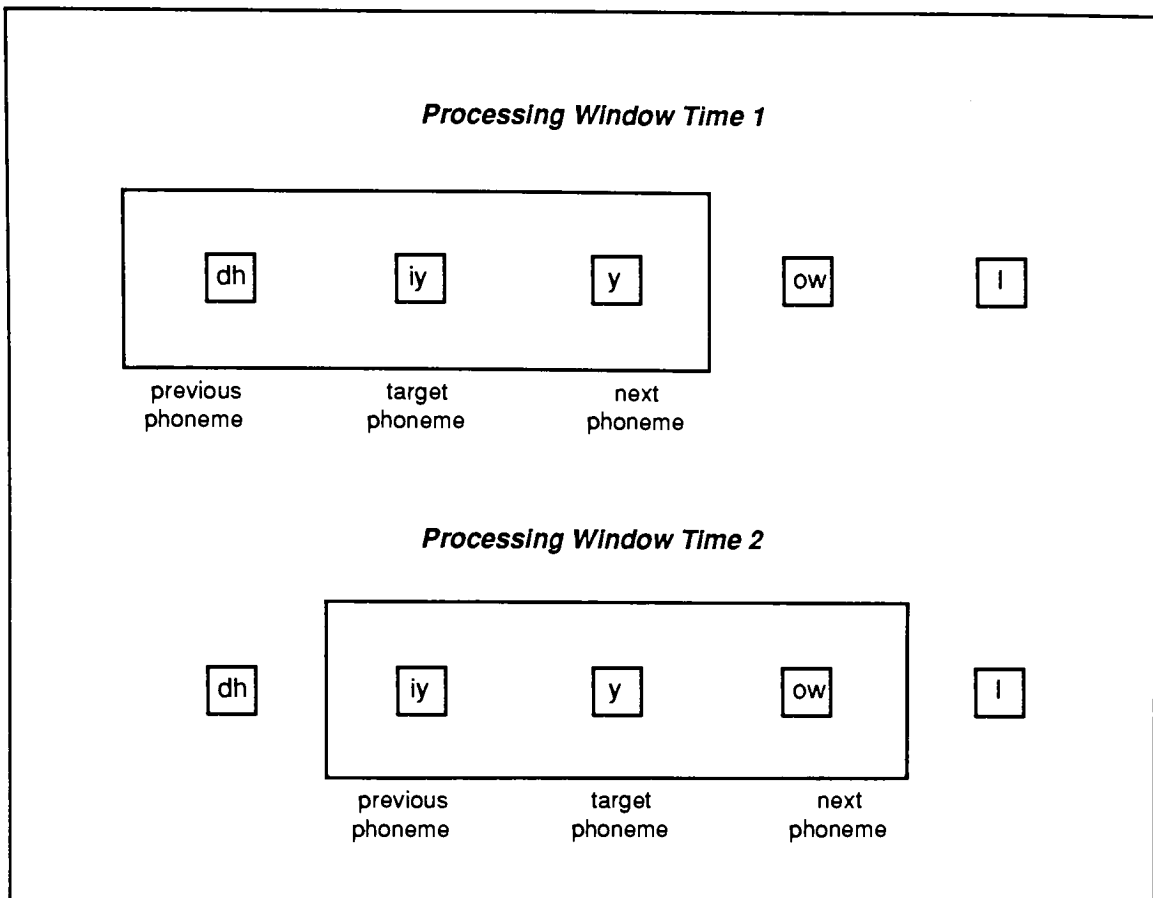 Processing Window Time 1
dh iy y ow l
previous target next
phoneme phoneme phoneme
Processing Window Time 2
dh iy y ow l
previous target next
phoneme phoneme phoneme